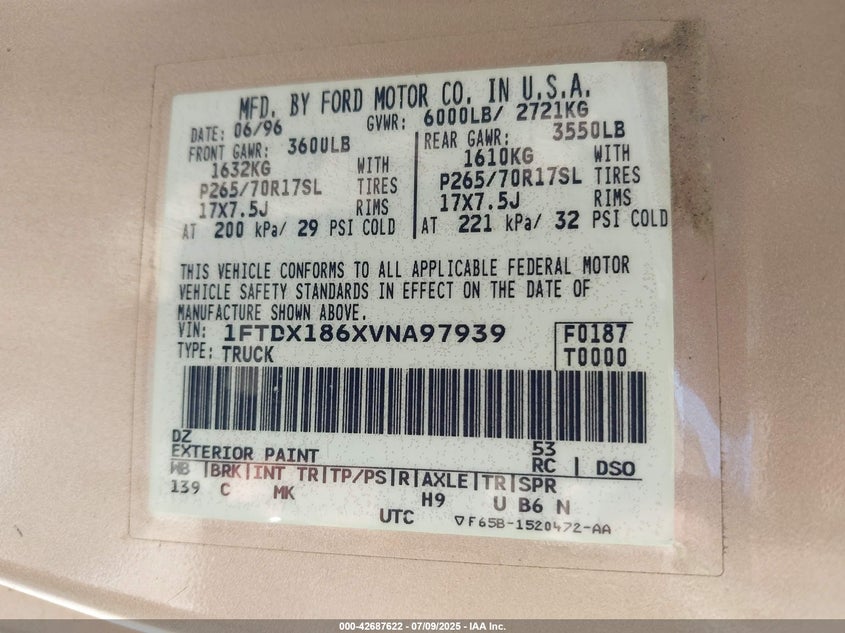 MFD. BY FORD MOTOR CO. IN U.S.A.
DATE: 06/96 GVWR: 6000LB/ 2721KG
FRONT GAWR: 3600LB REAR GAWR: 3550LB
1632KG WITH 1610KG WITH
P265/70R17SL TIRES P265/70R17SL TIRES
17X7.5J RIMS 17X7.5J RIMS
AT 200 kPa/ 29 PSI COLD AT 221 kPa/ 32 PSI COLD
THIS VEHICLE CONFORMS TO ALL APPLICABLE FEDERAL MOTOR
VEHICLE SAFETY STANDARDS IN EFFECT ON THE DATE OF
MANUFACTURE SHOWN ABOVE.
VIN: 1FTDX186XVNA97939 F0187
TYPE: TRUCK T0000
DZ
EXTERIOR PAINT 53
RC | DSO
WB |BRK|INT TR|TP/PS|R|AXLE|TR|SPR
139 C MK H9 U B6 N
UTC ▽F65B-1520472-AA
000-42687622 - 07/09/2025 - IAA Inc.